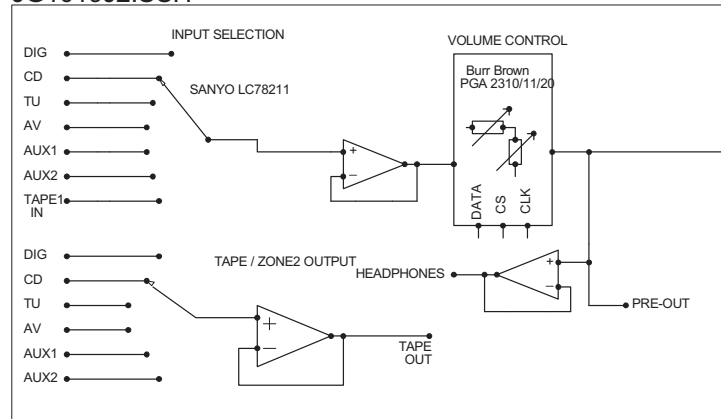 INPUT SELECTION
DIG
CD
TU
AV
AUX1
AUX2
TAPE1
IN
SANYO LC78211
VOLUME CONTROL
Burr Brown
PGA 2310/11/20
DATA
CS
CLK
+
−
TAPE / ZONE2 OUTPUT
DIG
CD
TU
AV
AUX1
AUX2
+
−
TAPE
OUT
HEADPHONES
+
−
PRE-OUT